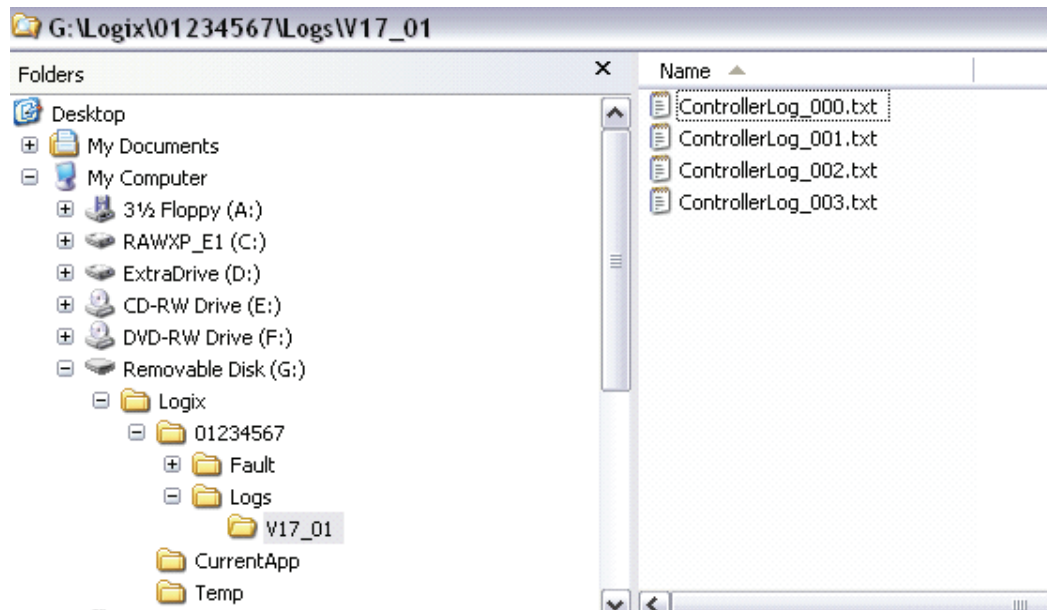 G:\Logix\01234567\Logs\V17_01
Folders
Desktop
My Documents
My Computer
3½ Floppy (A:)
RAWXP_E1 (C:)
ExtraDrive (D:)
CD-RW Drive (E:)
DVD-RW Drive (F:)
Removable Disk (G:)
Logix
01234567
Fault
Logs
V17_01
CurrentApp
Temp
Name
ControllerLog_000.txt
ControllerLog_001.txt
ControllerLog_002.txt
ControllerLog_003.txt